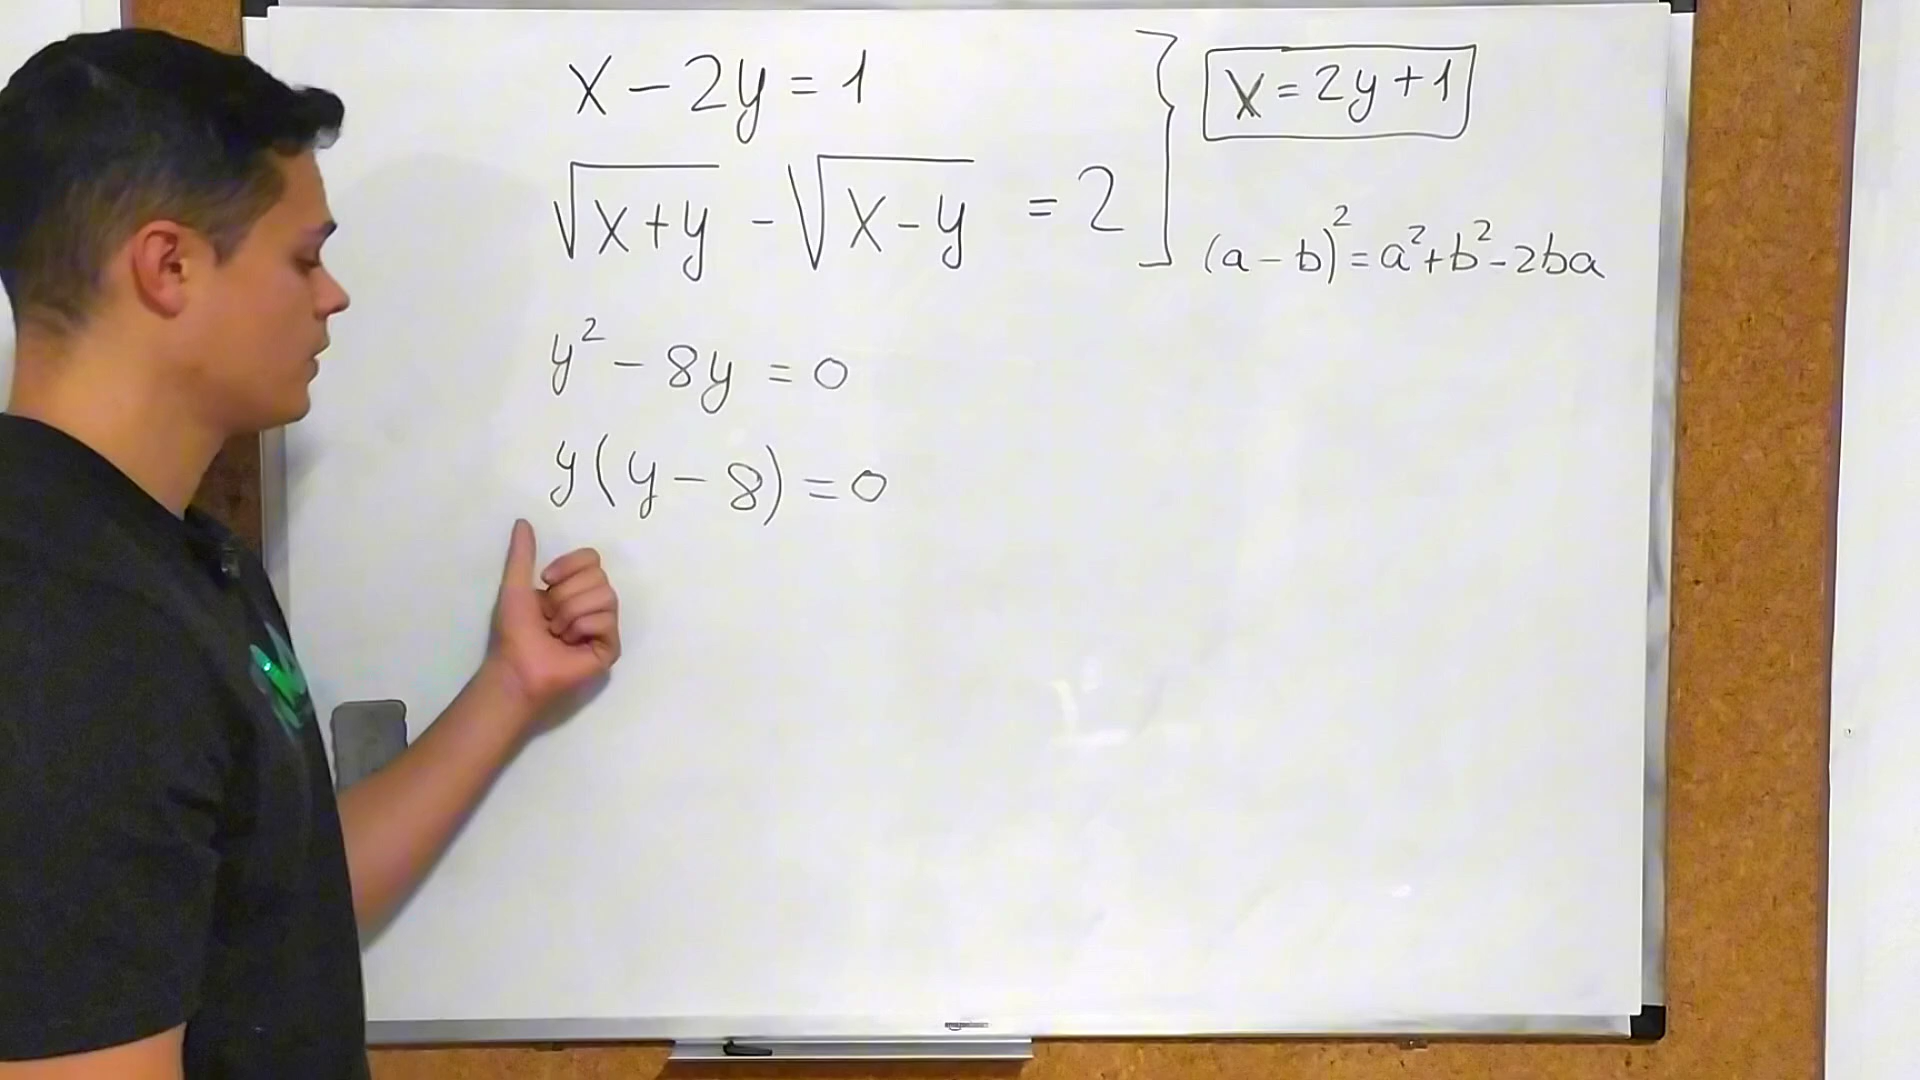 x - 2y = 1
√x+y - √x-y = 2
x = 2y + 1
(a - b)² = a² + b² - 2ba
y² - 8y = 0
y(y - 8) = 0